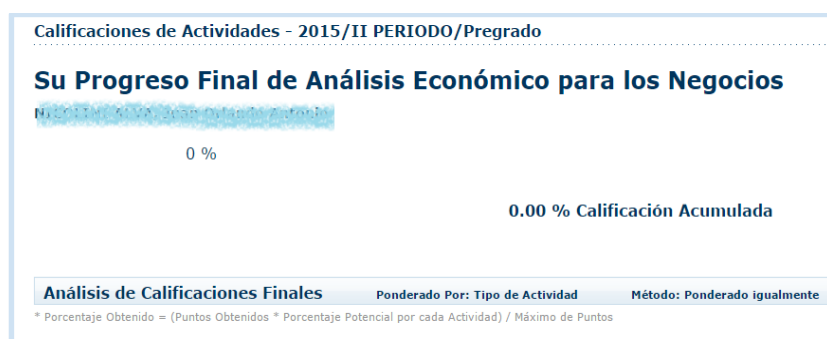 Calificaciones de Actividades - 2015/II PERIODO/Pregrado
Su Progreso Final de Análisis Económico para los Negocios
0 %
0.00 % Calificación Acumulada
Análisis de Calificaciones Finales Ponderado Por: Tipo de Actividad Método: Ponderado igualmente
* Porcentaje Obtenido = (Puntos Obtenidos * Porcentaje Potencial por cada Actividad) / Máximo de Puntos